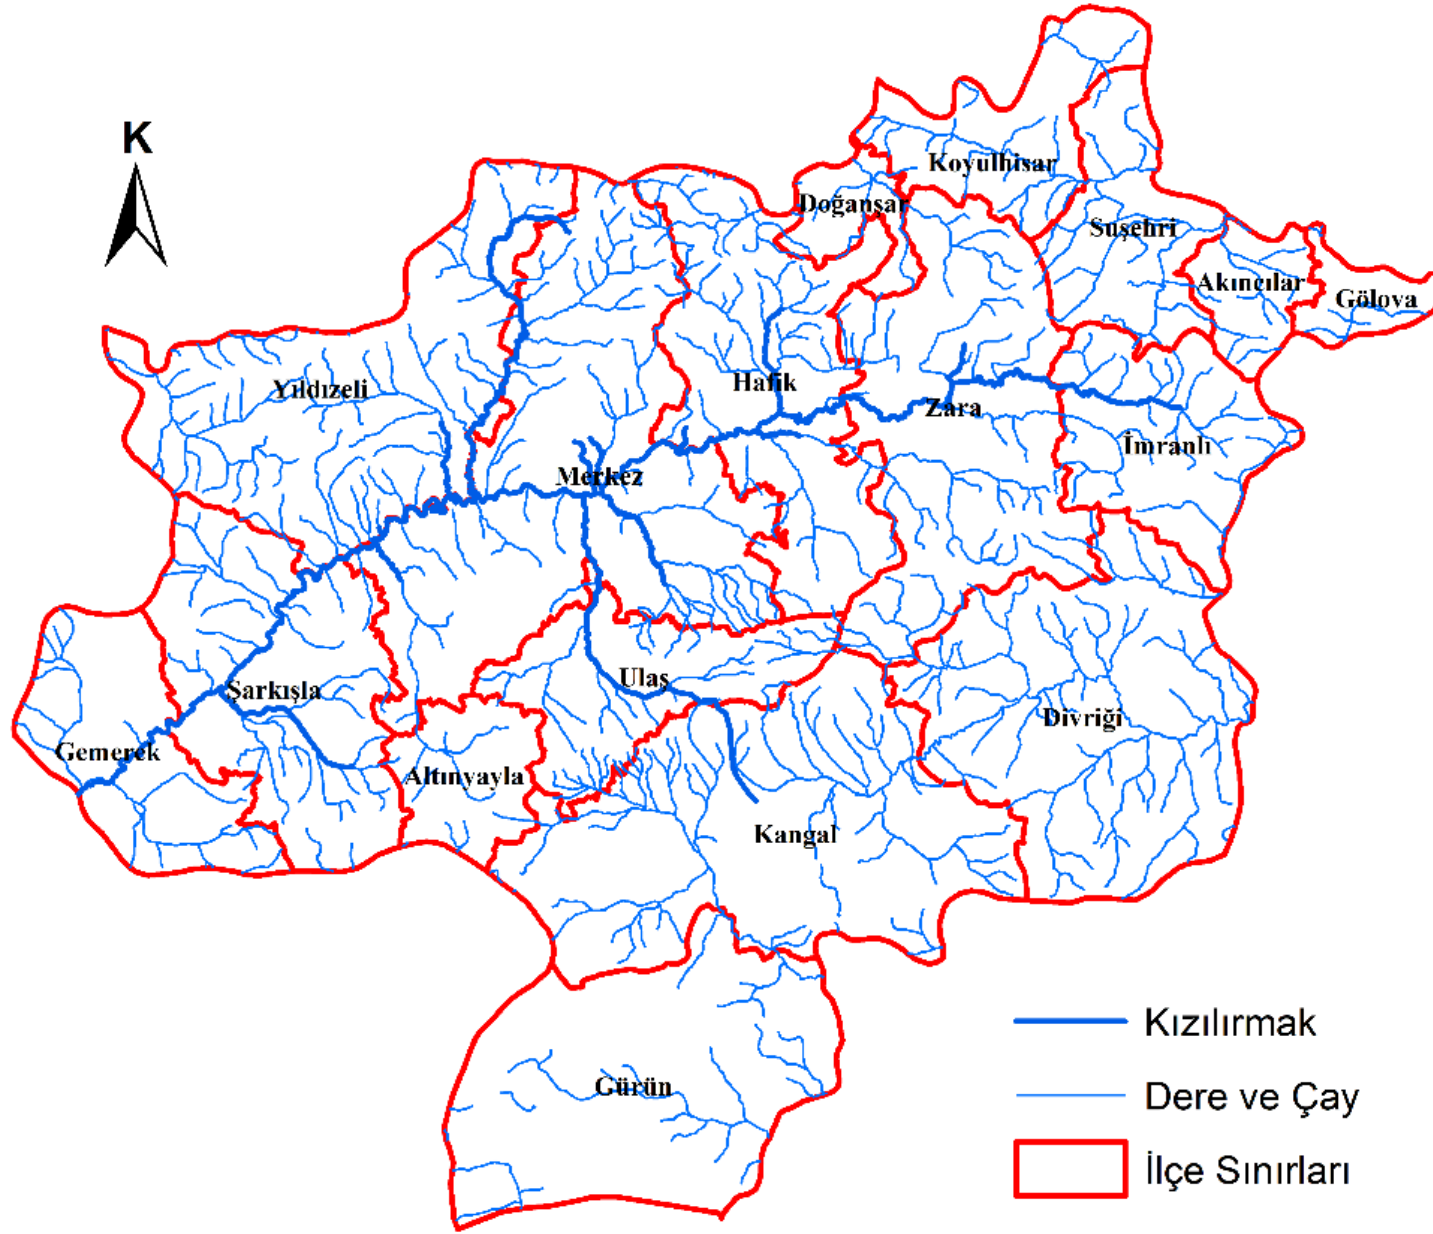 K
Koyulhisar
Doğanşar
Suşehri
Akıncılar
Gölova
Yıldızeli
Hafik
Zara
İmranlı
Merkez
Ulaş
Şarkışla
Divriği
Gemerek
Altınyayla
Kangal
Gürün
Kızılırmak
Dere ve Çay
İlçe Sınırları